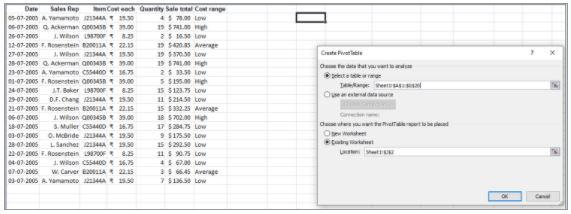 Date Sales Rep Item Cost each Quantity Sale total Cost range
05-07-2005 A. Yamamoto J21344A ₹ 19.50 4 $ 78.00 Low
06-07-2005 Q. Ackerman Q00345B ₹ 39.00 19 $ 741.00 High
26-07-2005 J. Wilson L98700F ₹ 8.25 2 $ 16.50 Low
12-07-2005 F. Rosenstein B20011A ₹ 22.15 19 $420.85 Average
27-07-2005 J. Wilson J21344A ₹ 19.50 19 $370.50 Low
28-07-2005 Q. Ackerman Q00345B ₹ 39.00 19 $ 741.00 High
23-07-2005 A. Yamamoto C55440D ₹ 16.75 2 $ 33.50 Low
01-07-2005 F. Rosenstein Q00345B ₹ 39.00 5 $ 195.00 High
24-07-2005 J.T. Baker L98700F ₹ 8.25 15 $ 123.75 Low
29-07-2005 D.F. Chang J21344A ₹ 19.50 11 $ 214.50 Low
21-07-2005 F. Rosenstein B20011A ₹ 22.15 15 $ 332.25 Average
06-07-2005 J. Wilson Q00345B ₹ 39.00 18 $ 702.00 High
18-07-2005 S. Muller C55440D ₹ 16.75 17 $ 284.75 Low
03-07-2005 O. McBride J21344A ₹ 19.50 9 $ 175.50 Low
28-07-2005 L. Sanchez J21344A ₹ 19.50 15 $ 292.50 Low
22-07-2005 F. Rosenstein L98700F ₹ 8.25 11 $ 90.75 Low
04-07-2005 J. Wilson C55440D ₹ 16.75 4 $ 67.00 Low
07-07-2005 W. Carver B20011A ₹ 22.15 3 $ 66.45 Average
03-07-2005 A. Yamamoto J21344A ₹ 19.50 7 $ 136.50 Low
Create PivotTable ? ×
Choose the data that you want to analyze
Select a table or range
Table/Range:
Use an external data source
Choose Connection...
Connection name:
Choose where you want the PivotTable report to be placed
New Worksheet
Existing Worksheet
Location:
OK Cancel